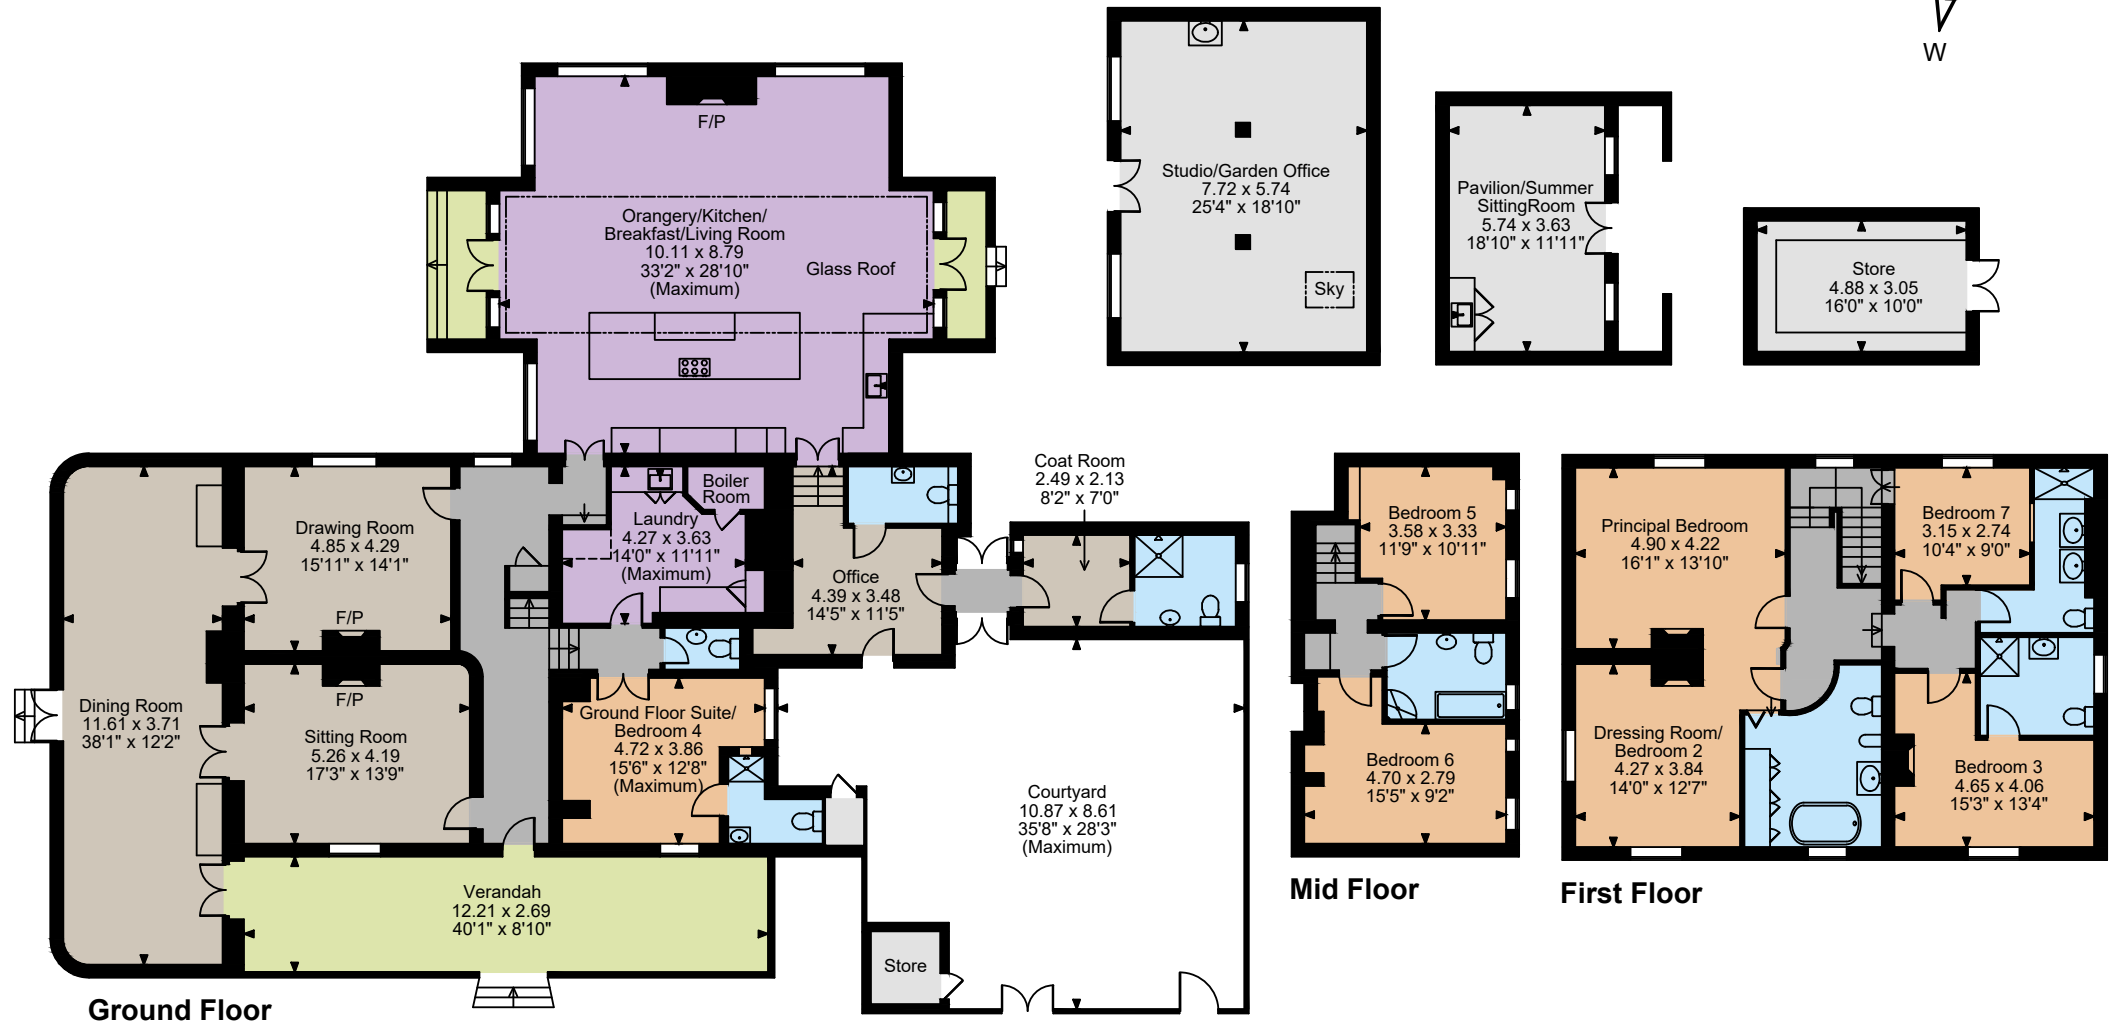 W
F/P
Orangery/Kitchen/
Breakfast/Living Room
10.11 x 8.79
33'2" x 28'10"
(Maximum)
Glass Roof
Studio/Garden Office
7.72 x 5.74
25'4" x 18'10"
Sky
Pavilion/Summer
SittingRoom
5.74 x 3.63
18'10" x 11'11"
Store
4.88 x 3.05
16'0" x 10'0"
Drawing Room
4.85 x 4.29
15'11" x 14'1"
F/P
F/P
Sitting Room
5.26 x 4.19
17'3" x 13'9"
Dining Room
11.61 x 3.71
38'1" x 12'2"
Boiler
Room
Laundry
4.27 x 3.63
14'0" x 11'11"
(Maximum)
Office
4.39 x 3.48
14'5" x 11'5"
Coat Room
2.49 x 2.13
8'2" x 7'0"
Ground Floor Suite/
Bedroom 4
4.72 x 3.86
15'6" x 12'8"
(Maximum)
Courtyard
10.87 x 8.61
35'8" x 28'3"
(Maximum)
Verandah
12.21 x 2.69
40'1" x 8'10"
Store
Ground Floor
Bedroom 5
3.58 x 3.33
11'9" x 10'11"
Bedroom 6
4.70 x 2.79
15'5" x 9'2"
Mid Floor
Principal Bedroom
4.90 x 4.22
16'1" x 13'10"
Bedroom 7
3.15 x 2.74
10'4" x 9'0"
Dressing Room/
Bedroom 2
4.27 x 3.84
14'0" x 12'7"
Bedroom 3
4.65 x 4.06
15'3" x 13'4"
First Floor